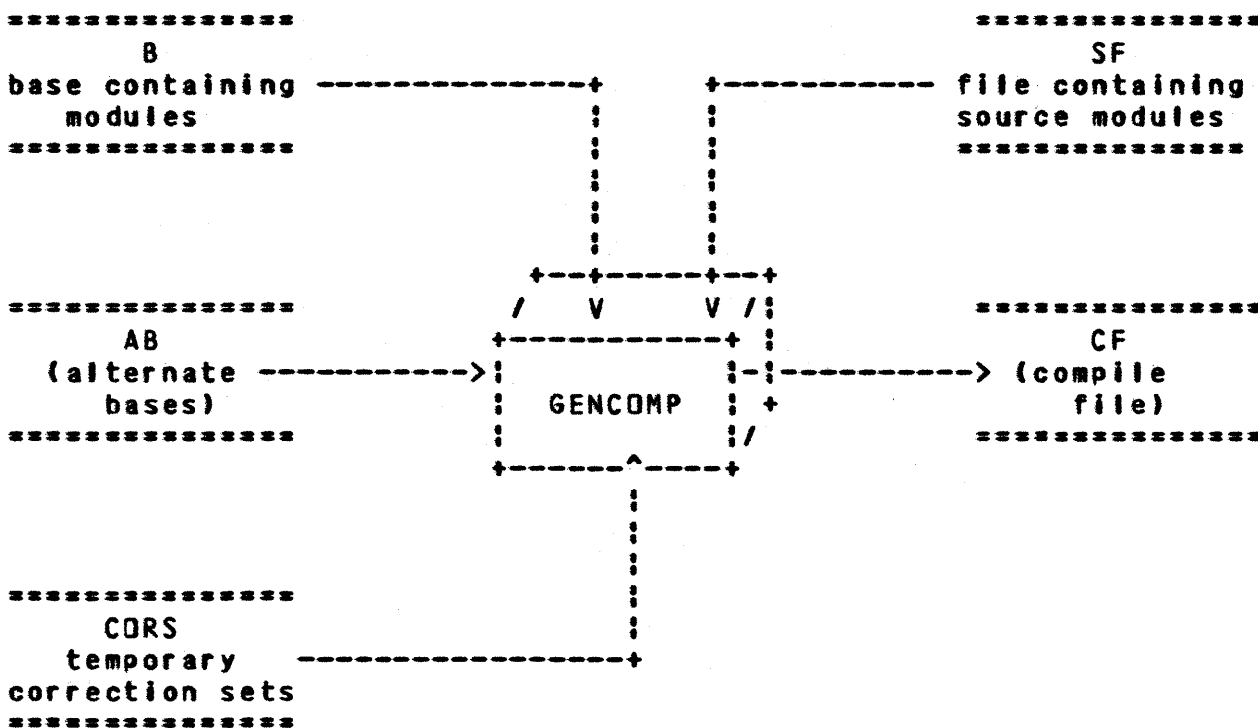 B
base containing
modules
SF
file containing
source modules
AB
(alternate
bases)
GENCOMP
CF
(compile
file)
CORS
temporary
correction sets